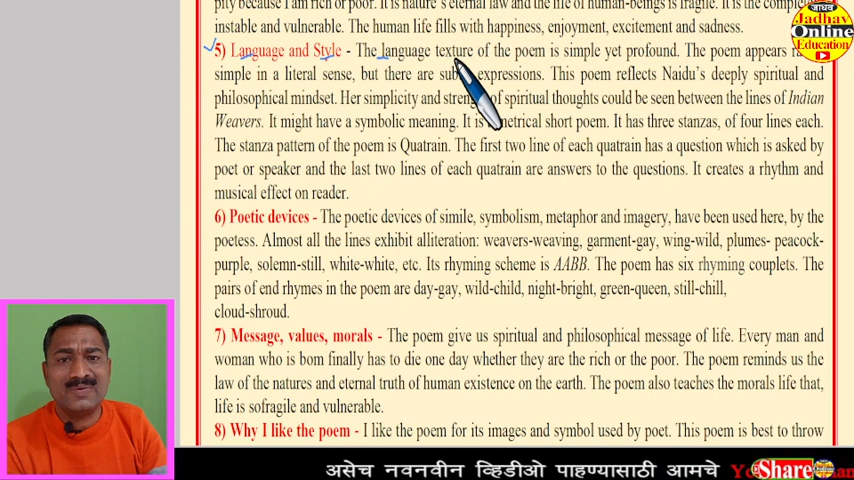 pity because I am rich or poor. It is nature's eternal law and the life of human-beings is fragile. It is the
instable and vulnerable. The human life fills with happiness, enjoyment, excitement and sadness.
5) Language and Style - The language texture of the poem is simple yet profound. The poem appears
simple in a literal sense, but there are expressions. This poem reflects Naidu's deeply spiritual and
philosophical mindset. Her simplicity and of spiritual thoughts could be seen between the lines of Indian
Weavers. It might have a symbolic meaning. It is metrical short poem. It has three stanzas, of four lines each.
The stanza pattern of the poem is Quatrain. The first two line of each quatrain has a question which is asked by
poet or speaker and the last two lines of each quatrain are answers to the questions. It creates a rhythm and
musical effect on reader.
6) Poetic devices - The poetic devices of simile, symbolism, metaphor and imagery, have been used here, by the
poetess. Almost all the lines exhibit alliteration: weavers-weaving, garment-gay, wing-wild, plumes- peacock-
purple, solemn-still, white-white, etc. Its rhyming scheme is AABB. The poem has six rhyming couplets. The
pairs of end rhymes in the poem are day-gay, wild-child, night-bright, green-queen, still-chill,
cloud-shroud.
7) Message, values, morals - The poem give us spiritual and philosophical message of life. Every man and
woman who is bom finally has to die one day whether they are the rich or the poor. The poem reminds us the
law of the natures and eternal truth of human existence on the earth. The poem also teaches the morals life that,
life is sofragile and vulnerable.
8) Why I like the poem - I like the poem for its images and symbol used by poet. This poem is best to throw
जाधव
Jadhav
Online
Education
असेच नवनवीन व्हिडीओ पाहण्यासाठी आमचे
Share